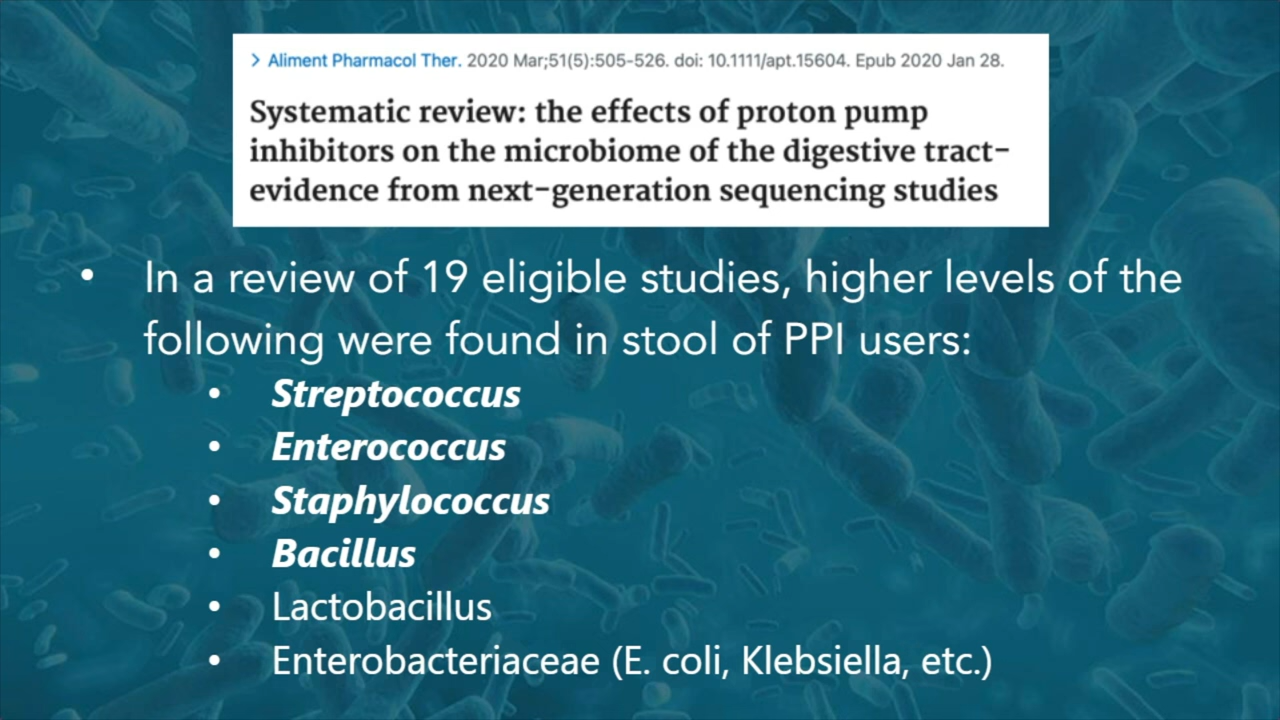 > Aliment Pharmacol Ther. 2020 Mar;51(5):505-526. doi: 10.1111/apt.15604. Epub 2020 Jan 28.
Systematic review: the effects of proton pump
inhibitors on the microbiome of the digestive tract-
evidence from next-generation sequencing studies
• In a review of 19 eligible studies, higher levels of the
following were found in stool of PPI users:
• Streptococcus
• Enterococcus
• Staphylococcus
• Bacillus
• Lactobacillus
• Enterobacteriaceae (E. coli, Klebsiella, etc.)